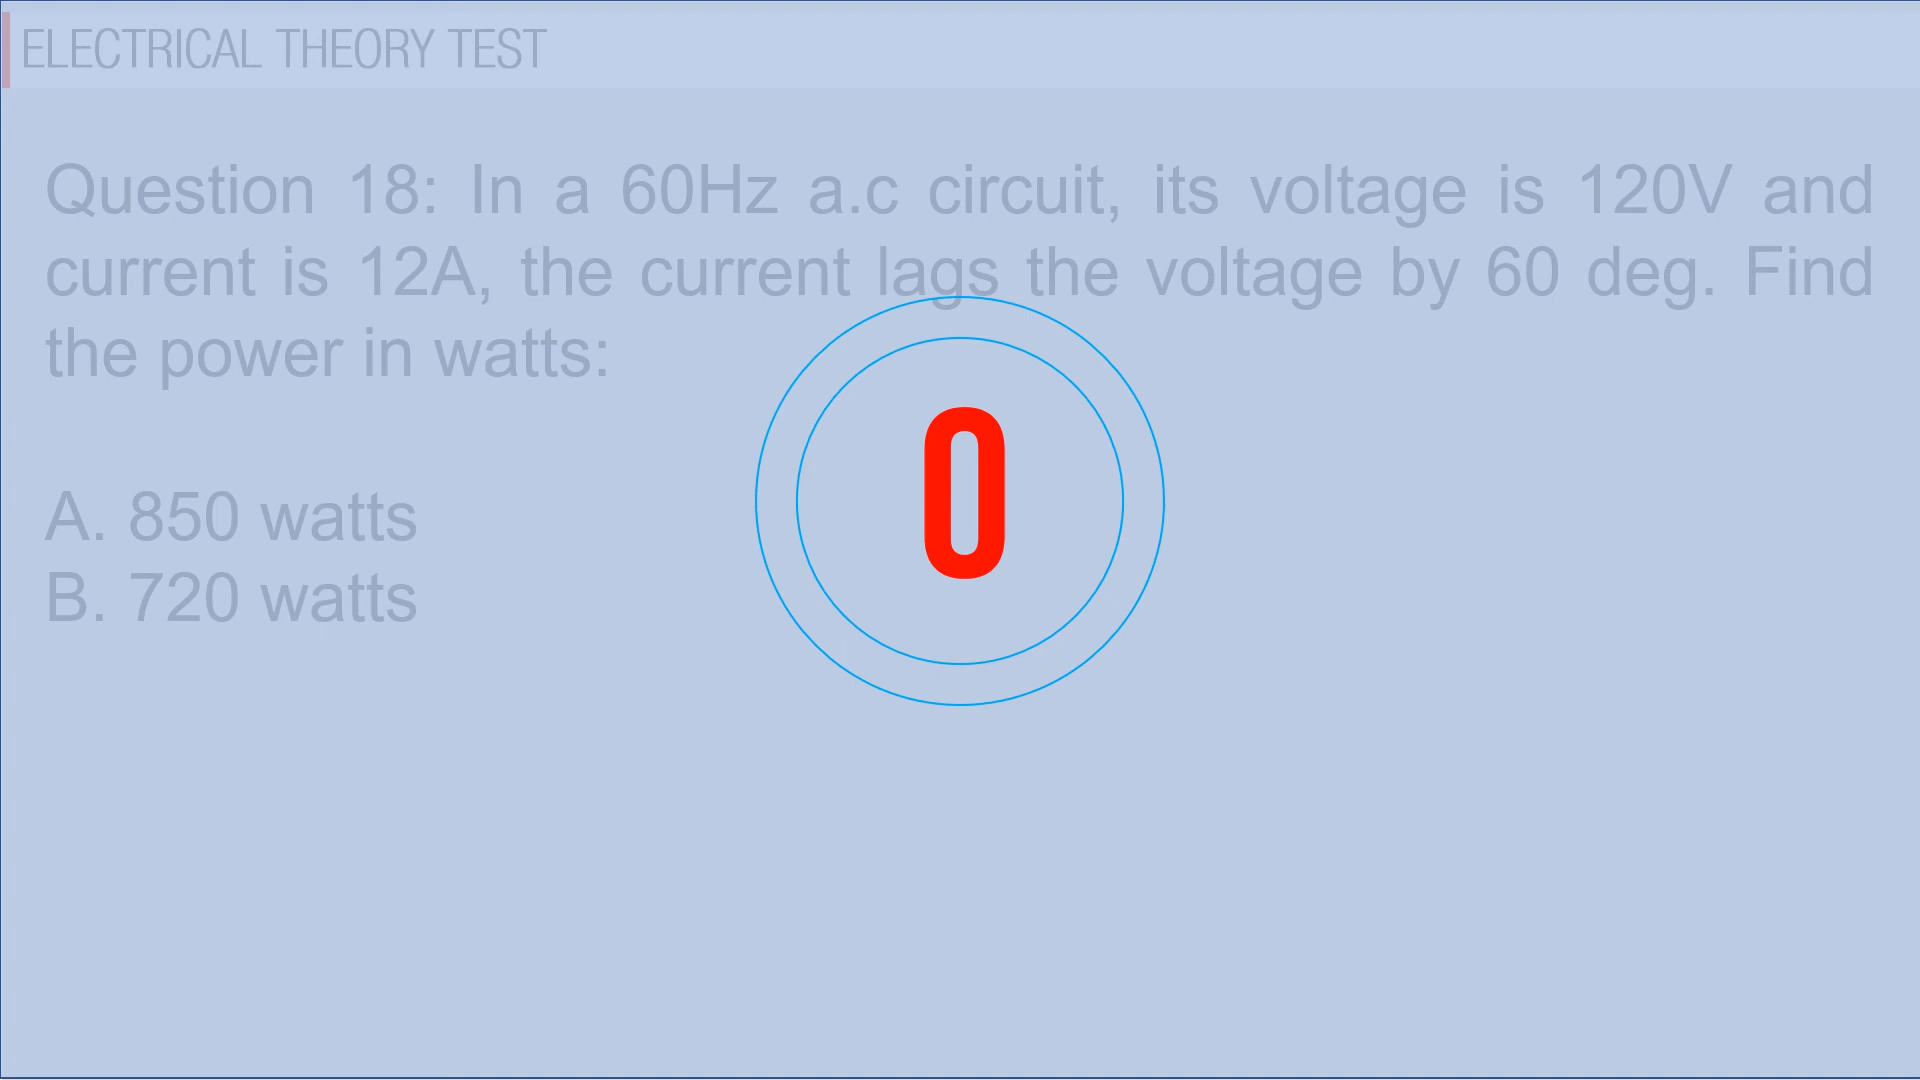 ELECTRICAL THEORY TEST
Question 18: In a 60Hz a.c circuit, its voltage is 120V and
current is 12A, the current lags the voltage by 60 deg. Find
the power in watts:
0
A. 850 watts
B. 720 watts